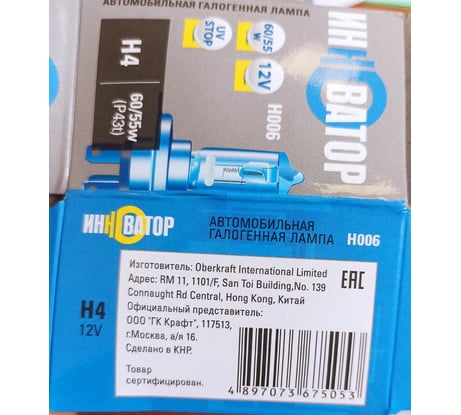 АВТОМОБИЛЬНАЯ ГАЛОГЕННАЯ ЛАМПА
H4
60/55w
(P43t)
UV
STOP
60/55
W
12V
H006
ИННОВАТОР
ИННОВАТОР
АВТОМОБИЛЬНАЯ
ГАЛОГЕННАЯ ЛАМПА H006
H4
12V
Изготовитель: Oberkraft International Limited
Адрес: RM 11, 1101/F, San Toi Building,No. 139
Connaught Rd Central, Hong Kong, Китай
Официальный представитель:
ООО "ГК Крафт", 117513,
г.Москва, а/я 16.
Сделано в КНР.
Товар
сертифицирован.
EAC
4 897073 675053